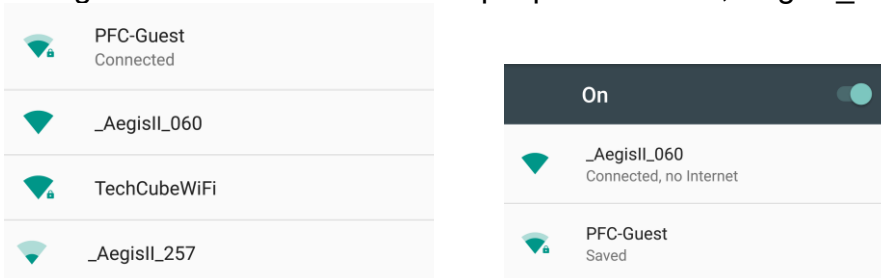 PFC-Guest
Connected
_AegisII_060
TechCubeWiFi
_AegisII_257
On
_AegisII_060
Connected, no Internet
PFC-Guest
Saved